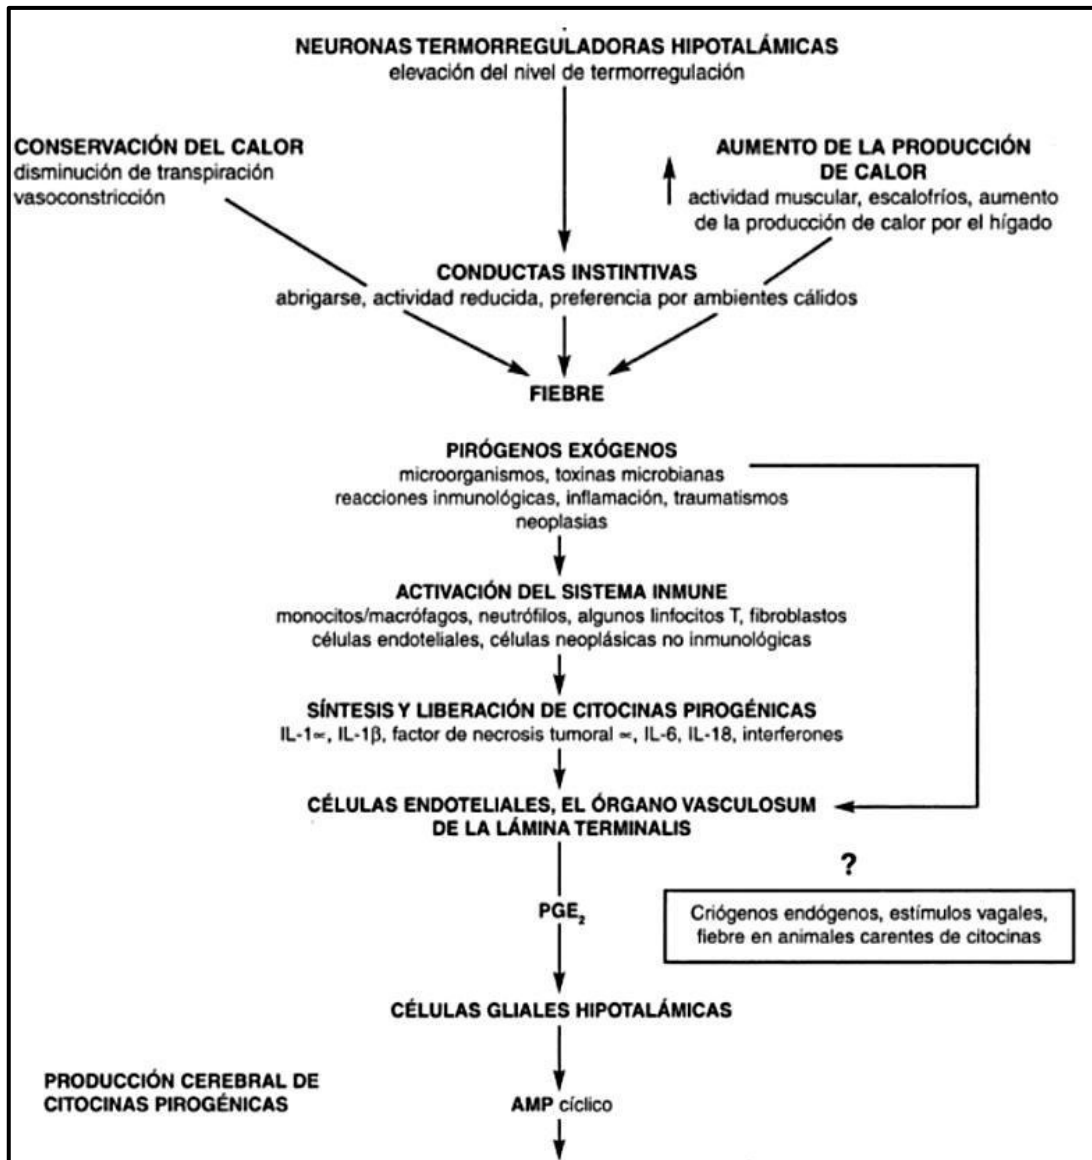 NEURONAS TERMORREGULADORAS HIPOTALÁMICAS
elevación del nivel de termorregulación
CONSERVACIÓN DEL CALOR
disminución de transpiración
vasoconstricción
AUMENTO DE LA PRODUCCIÓN
DE CALOR
actividad muscular, escalofríos, aumento
de la producción de calor por el hígado
CONDUCTAS INSTINTIVAS
abrigarse, actividad reducida, preferencia por ambientes cálidos
FIEBRE
PIRÓGENOS EXÓGENOS
microorganismos, toxinas microbianas
reacciones inmunológicas, inflamación, traumatismos
neoplasias
ACTIVACIÓN DEL SISTEMA INMUNE
monocitos/macrófagos, neutrófilos, algunos linfocitos T, fibroblastos
células endoteliales, células neoplásicas no inmunológicas
SÍNTESIS Y LIBERACIÓN DE CITOCINAS PIROGÉNICAS
IL-1∝, IL-1β, factor de necrosis tumoral ∝, IL-6, IL-18, interferones
CÉLULAS ENDOTELIALES, EL ÓRGANO VASCULOSUM
DE LA LÁMINA TERMINALIS
?
PGE₂
Criógenos endógenos, estímulos vagales,
fiebre en animales carentes de citocinas
CÉLULAS GLIALES HIPOTALÁMICAS
PRODUCCIÓN CEREBRAL DE
CITOCINAS PIROGÉNICAS
AMP cíclico